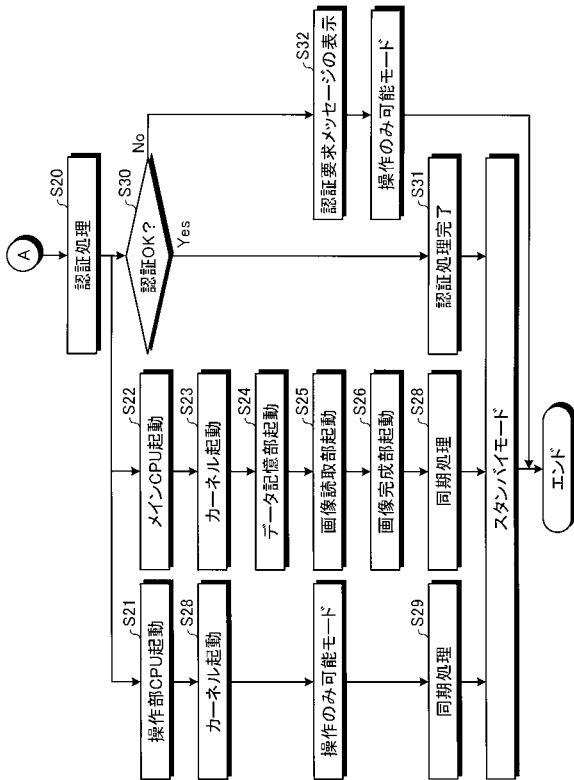 A
S20
認証処理
S21
操作部CPU起動
S28
カーネル起動
操作のみ可能モード
S29
同期処理
S22
メインCPU起動
S23
カーネル起動
S24
データ記憶部起動
S25
画像読取部起動
S26
画像完成部起動
S28
同期処理
S30
認証OK?
No
Yes
S31
認証処理完了
S32
認証要求メッセージの表示
操作のみ可能モード
スタンバイモード
エンド